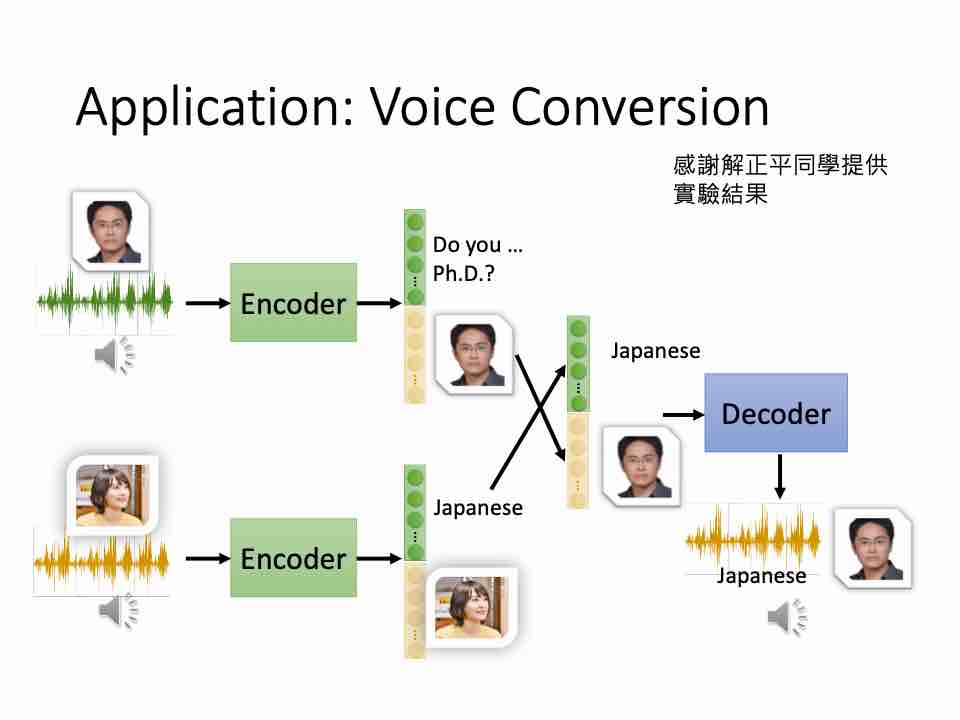 Application: Voice Conversion
感謝解正平同學提供
實驗結果
Do you …
Ph.D.?
Encoder
Japanese
Decoder
Japanese
Encoder
Japanese